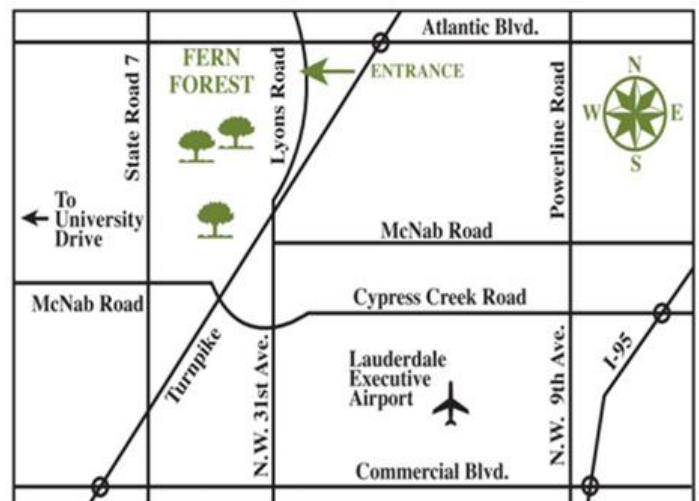 Atlantic Blvd.
FERN
FOREST
State Road 7
Lyons Road
ENTRANCE
Powerline Road
N
W
E
S
To
University
Drive
McNab Road
McNab Road
Cypress Creek Road
Turnpike
N.W. 31st Ave.
Lauderdale
Executive
Airport
N.W. 9th Ave.
I-95
Commercial Blvd.